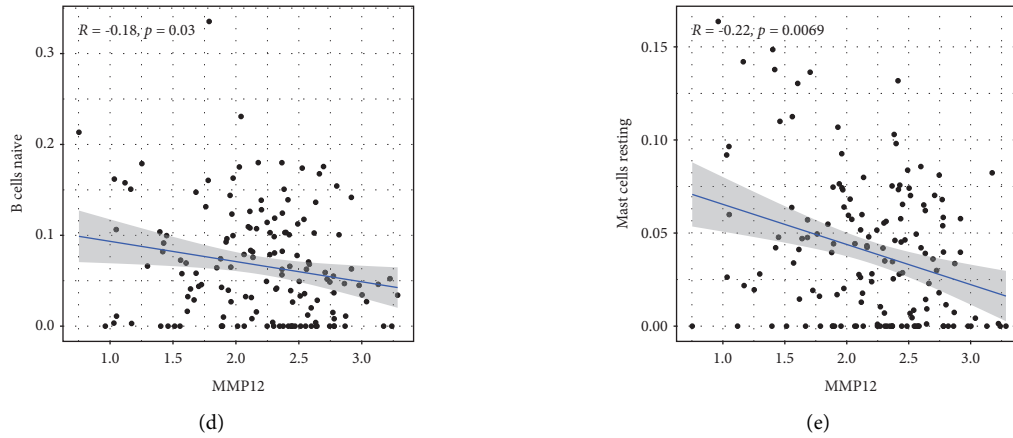 R = -0.18, p = 0.03
B cells naive
0.3
0.2
0.1
0.0
1.0 1.5 2.0 2.5 3.0
MMP12
(d)
R = -0.22, p = 0.0069
Mast cells resting
0.15
0.10
0.05
0.00
1.0 1.5 2.0 2.5 3.0
MMP12
(e)